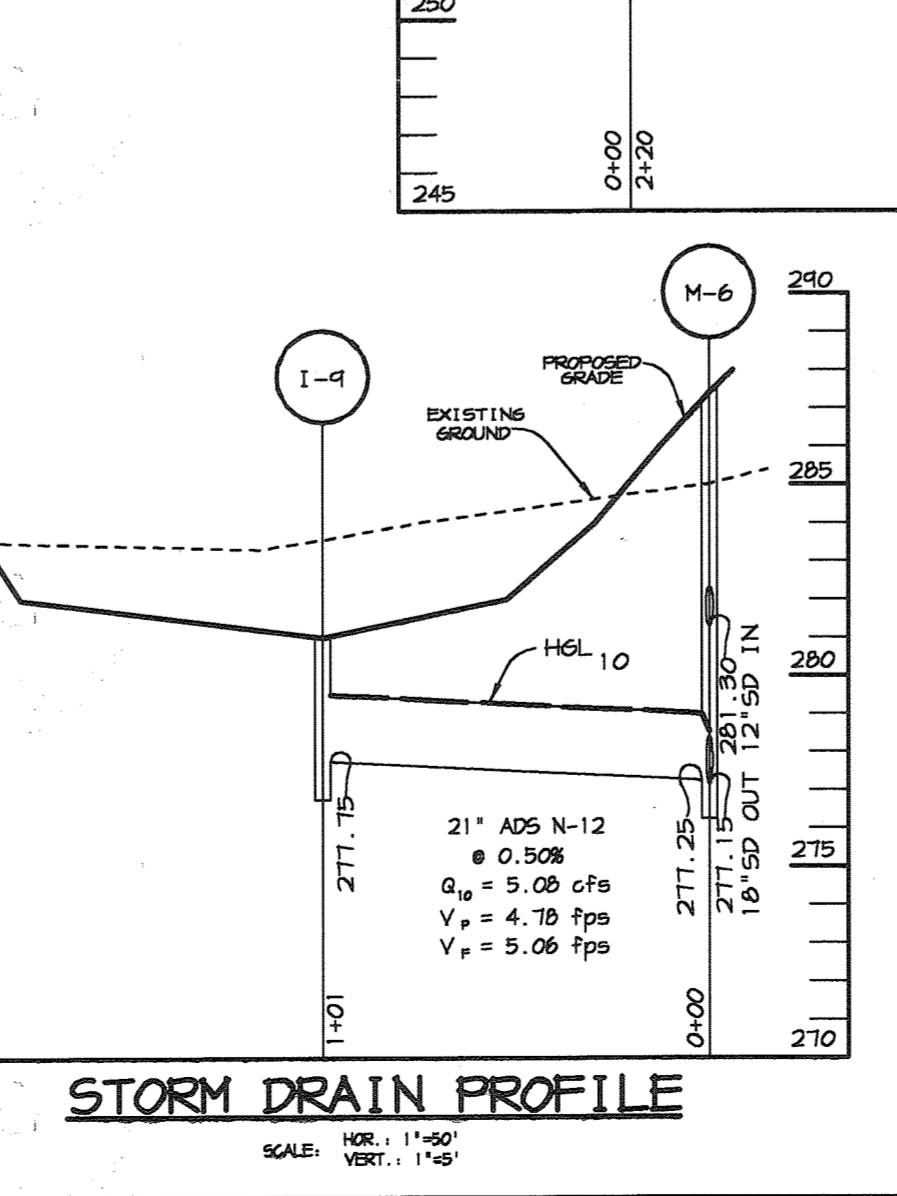 250
245
0+00
2+20
290
M-6
I-9
PROPOSED
GRADE
EXISTING
GROUND
285
HGL 10
280
281.30
12"SD IN
277.75
21" ADS N-12
@ 0.50%
Q10 = 5.08 cfs
VP = 4.78 fps
VF = 5.06 fps
277.25
277.15
18"SD OUT
275
1+01
0+00
270
STORM DRAIN PROFILE
SCALE: HOR.: 1"=50'
VERT.: 1"=5'